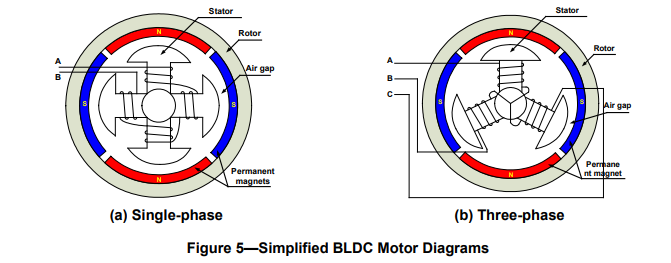 Stator
Rotor
A
B
Air gap
N
S
S
N
Permanent
magnets
(a) Single-phase
Stator
Rotor
A
B
C
Air gap
N
S
S
N
Permane
nt magnet
(b) Three-phase
Figure 5—Simplified BLDC Motor Diagrams